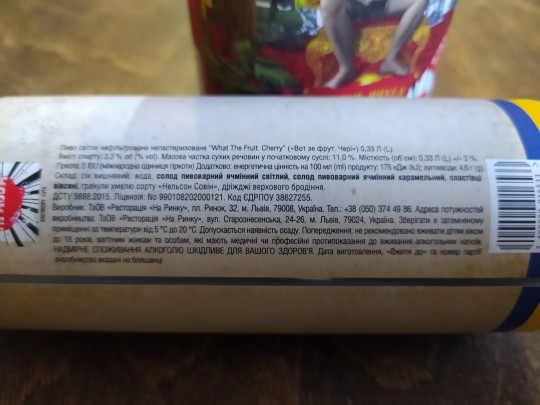 Пиво світле нефільтроване непастеризоване "What The Fruit. Cherry" («Вот зе фрут. Чері») 0,33 Л (L)
Вміст спирту: 3,3 % об (% vol). Масова частка сухих речовин у початковому суслі: 11,0 %. Місткість (об'єм): 0,33 Л (L) +/- 3 %.
Гіркота: 5 IBU (міжнародна одиниця гіркоти) Додатково: енергетична цінність на 100 мл (ml) продукту: 176 кДж (kJ), вуглеводи: 4,6 г (g).
Склад: сік вишневий, вода, солод пивоварний ячмінний світлий, солод пивоварний ячмінний карамельний, пластівці
вівсяні, гранули хмелю сорту «Нельсон Совін», дріжджі верхового бродіння.
ДСТУ 3888:2015. Ліцензія: No 990108202000121. Код ЄДРПОУ 38627255.
Виробник: ТзОВ «Ресторація «На Ринку», пл. Ринок, 32, м. Львів, 79008, Україна. Тел.: +38 (050) 374 49 86. Адреса потужностей
виробництва: ТзОВ «Ресторація «На Ринку», вул. Старознесенська, 24-26, м. Львів, 79024, Україна. Зберігати в затемненому
приміщенні за температури від 5 °С до 20 °С. Допускається наявність осаду. Попередження: не рекомендовано вживати дітям віком
до 18 років, вагітним жінкам та особам, які мають медичні чи професійні протипоказання до вживання алкогольних напоїв.
НАДМІРНЕ СПОЖИВАННЯ АЛКОГОЛЮ ШКІДЛИВЕ ДЛЯ ВАШОГО ЗДОРОВ'Я. Дата виготовлення, «Вжити до» та номер партії
виробництва вказані на бляшанці